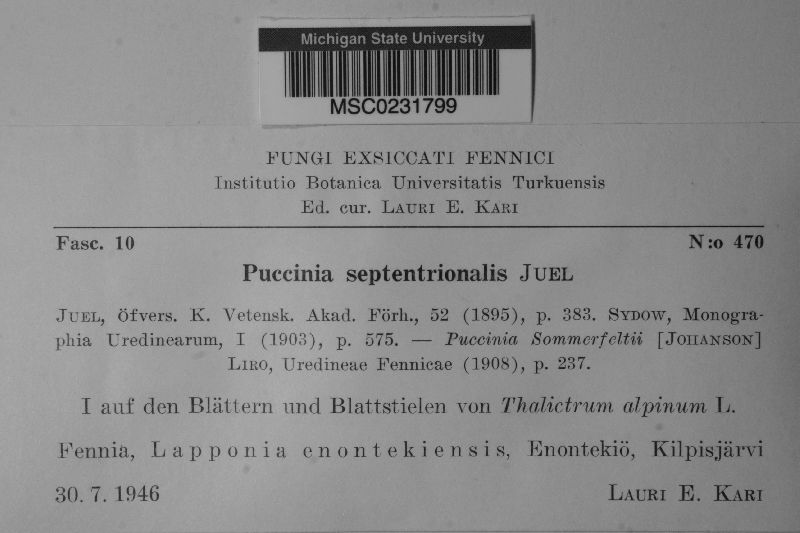 Michigan State University
MSC0231799
FUNGI EXSICCATI FENNICI
Institutio Botanica Universitatis Turkuensis
Ed. cur. LAURI E. KARI
Fasc. 10 N:o 470
Puccinia septentrionalis JUEL
JUEL, öfvers. K. Vetensk. Akad. Förh., 52 (1895), p. 383. SYDOW, Monogra-
phia Uredinearum, I (1903), p. 575. — Puccinia Sommerfeltii [JOHANSON]
LIRO, Uredineae Fennicae (1908), p. 237.
I auf den Blättern und Blattstielen von Thalictrum alpinum L.
Fennia, Lapponia enontekiensis, Enontekiö, Kilpisjärvi
30. 7. 1946 LAURI E. KARI